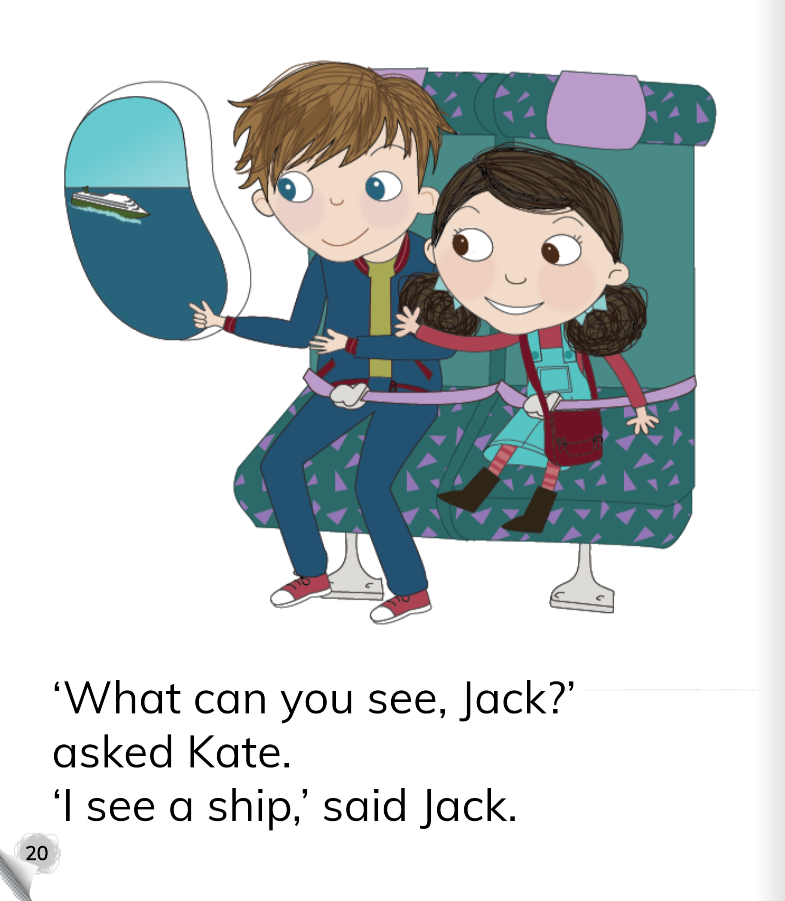 ‘What can you see, Jack?’
asked Kate.
‘I see a ship,’ said Jack.
20